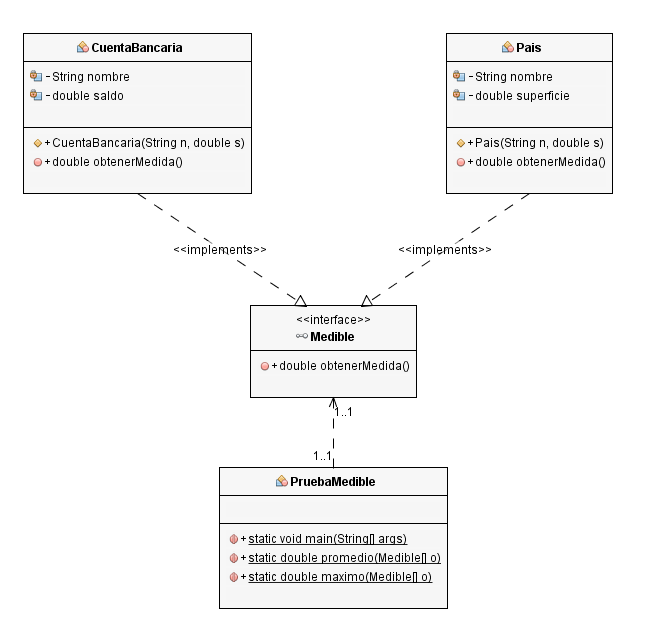 CuentaBancaria
- String nombre
- double saldo
+ CuentaBancaria(String n, double s)
+ double obtenerMedida()
Pais
- String nombre
- double superficie
+ Pais(String n, double s)
+ double obtenerMedida()
<<implements>>
<<implements>>
<<interface>>
Medible
+ double obtenerMedida()
1..1
1..1
PruebaMedible
+ static void main(String[] args)
+ static double promedio(Medible[] o)
+ static double maximo(Medible[] o)